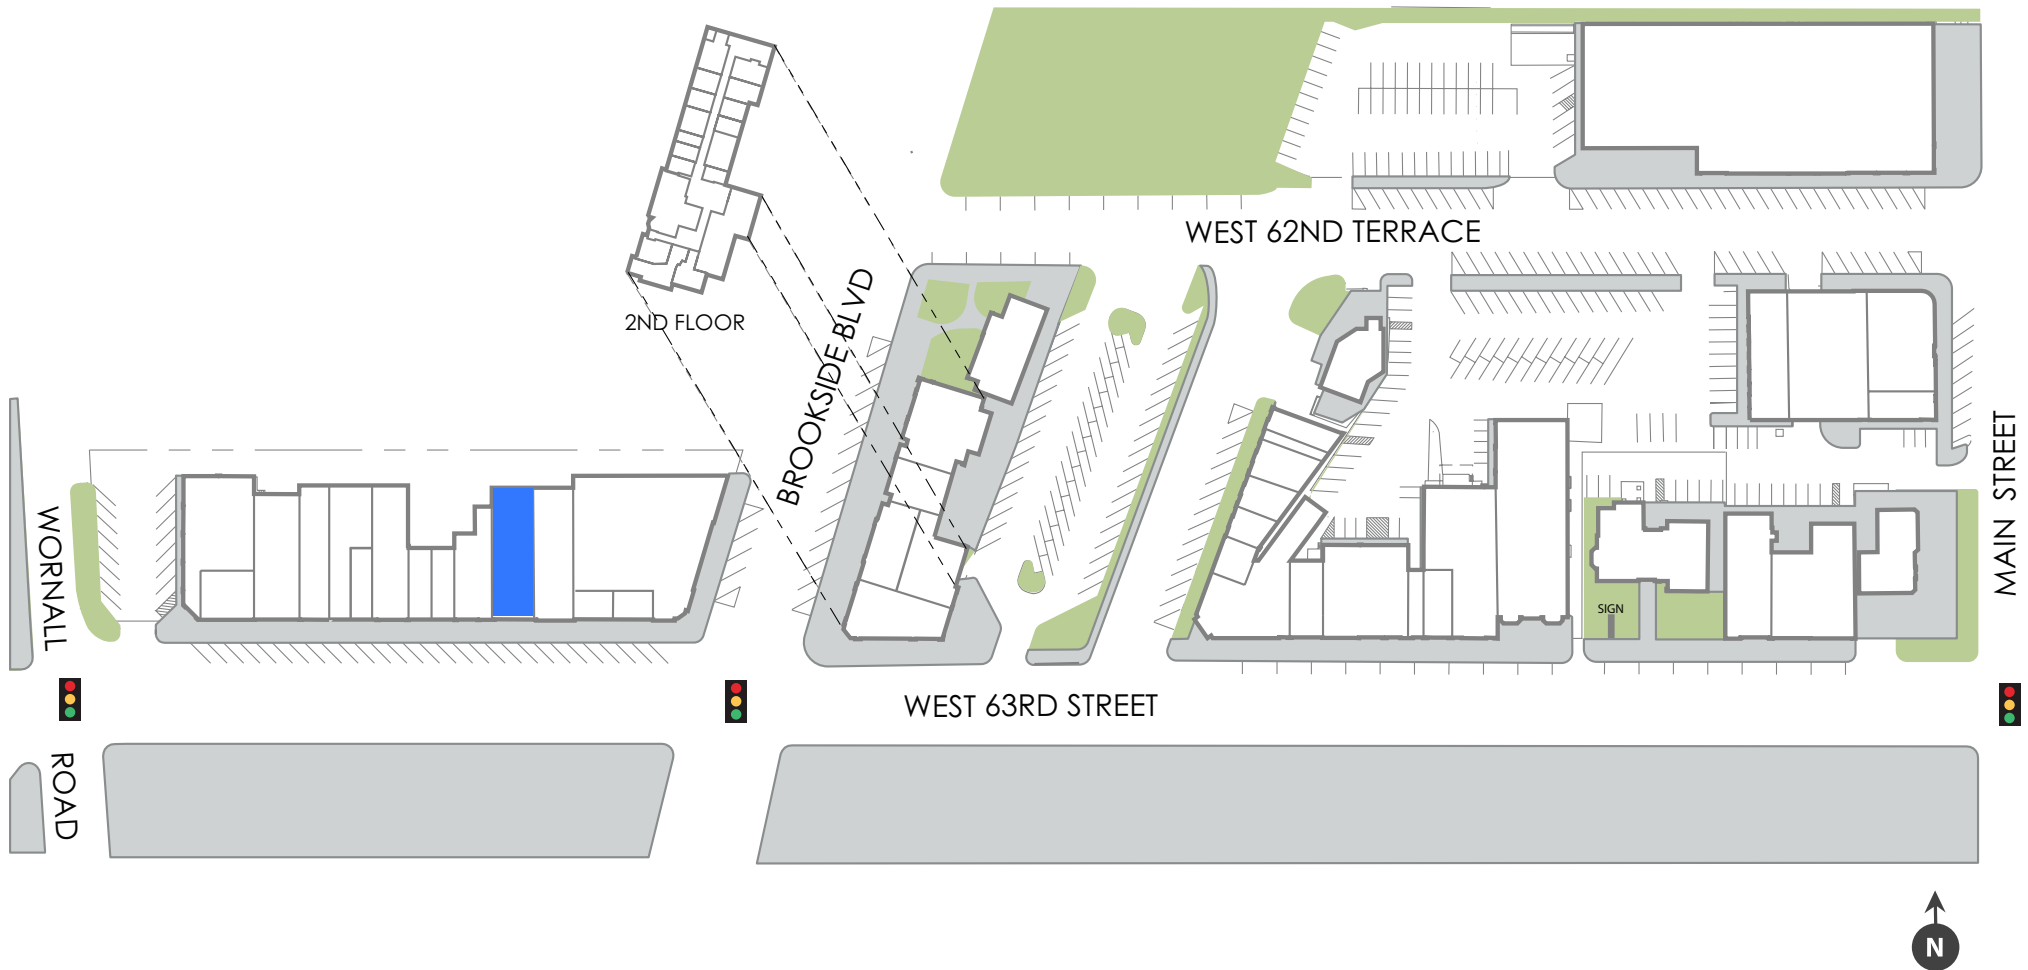 WEST 62ND TERRACE
2ND FLOOR
BROOKSIDE BLVD
WORNALL
ROAD
MAIN STREET
SIGN
WEST 63RD STREET
N